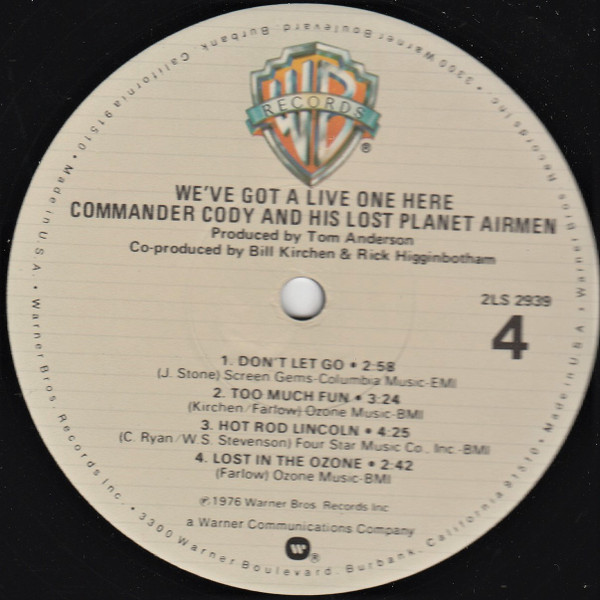 WB
RECORDS
®
WE'VE GOT A LIVE ONE HERE
COMMANDER CODY AND HIS LOST PLANET AIRMEN
Produced by Tom Anderson
Co-produced by Bill Kirchen & Rick Higginbotham
2LS 2939
4
1. DON'T LET GO • 2:58
(J. Stone) Screen Gems-Columbia Music-EMI
2. TOO MUCH FUN • 3:24
(Kirchen/Farlow) Ozone Music-BMI
3. HOT ROD LINCOLN • 4:25
(C. Ryan/W.S. Stevenson) Four Star Music Co., Inc.-BMI
4. LOST IN THE OZONE • 2:42
(Farlow) Ozone Music-BMI
℗1976 Warner Bros. Records Inc
a Warner Communications Company
W®
Warner Bros. Records Inc. • 3300 Warner Boulevard, Burbank, California 91510 • Made in U.S.A. • Warner Bros. Records Inc. • 3300 Warner Boulevard, Burbank, California 91510 • Made in U.S.A. •